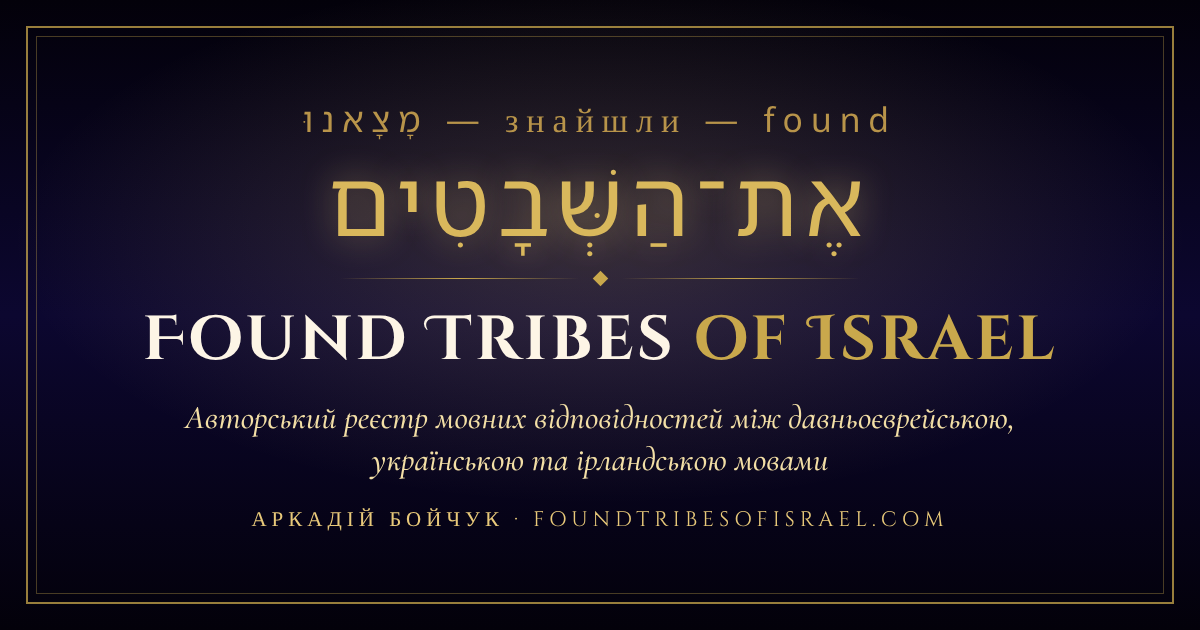 מָצָאנוּ — знайшли — found
אֶת־הַשְּׁבָטִים
Found Tribes of Israel
Авторський реєстр мовних відповідностей між давньоєврейською,
українською та ірландською мовами
АРКАДІЙ БОЙЧУК · FOUNDTRIBESOFISRAEL.COM